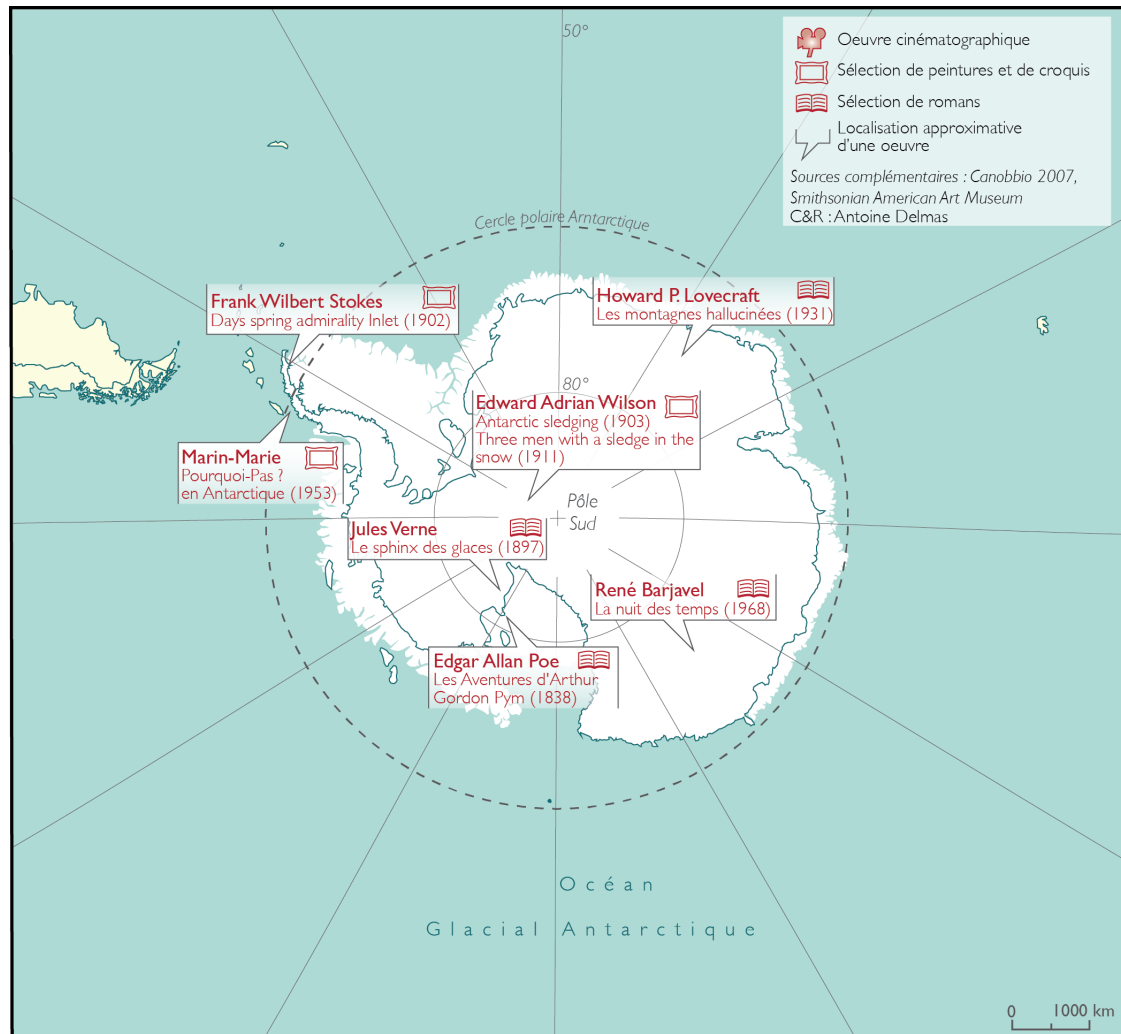 50°
Oeuvre cinématographique
Sélection de peintures et de croquis
Sélection de romans
Localisation approximative
d'une oeuvre
Sources complémentaires : Canobbio 2007,
Smithsonian American Art Museum
C&R : Antoine Delmas
Cercle polaire Arntarctique
Frank Wilbert Stokes
Days spring admirality Inlet (1902)
Howard P. Lovecraft
Les montagnes hallucinées (1931)
80°
Edward Adrian Wilson
Antarctic sledging (1903)
Three men with a sledge in the
snow (1911)
Marin-Marie
Pourquoi-Pas ?
en Antarctique (1953)
Pôle
Sud
Jules Verne
Le sphinx des glaces (1897)
René Barjavel
La nuit des temps (1968)
Edgar Allan Poe
Les Aventures d'Arthur
Gordon Pym (1838)
Océan
Glacial Antarctique
0 1000 km